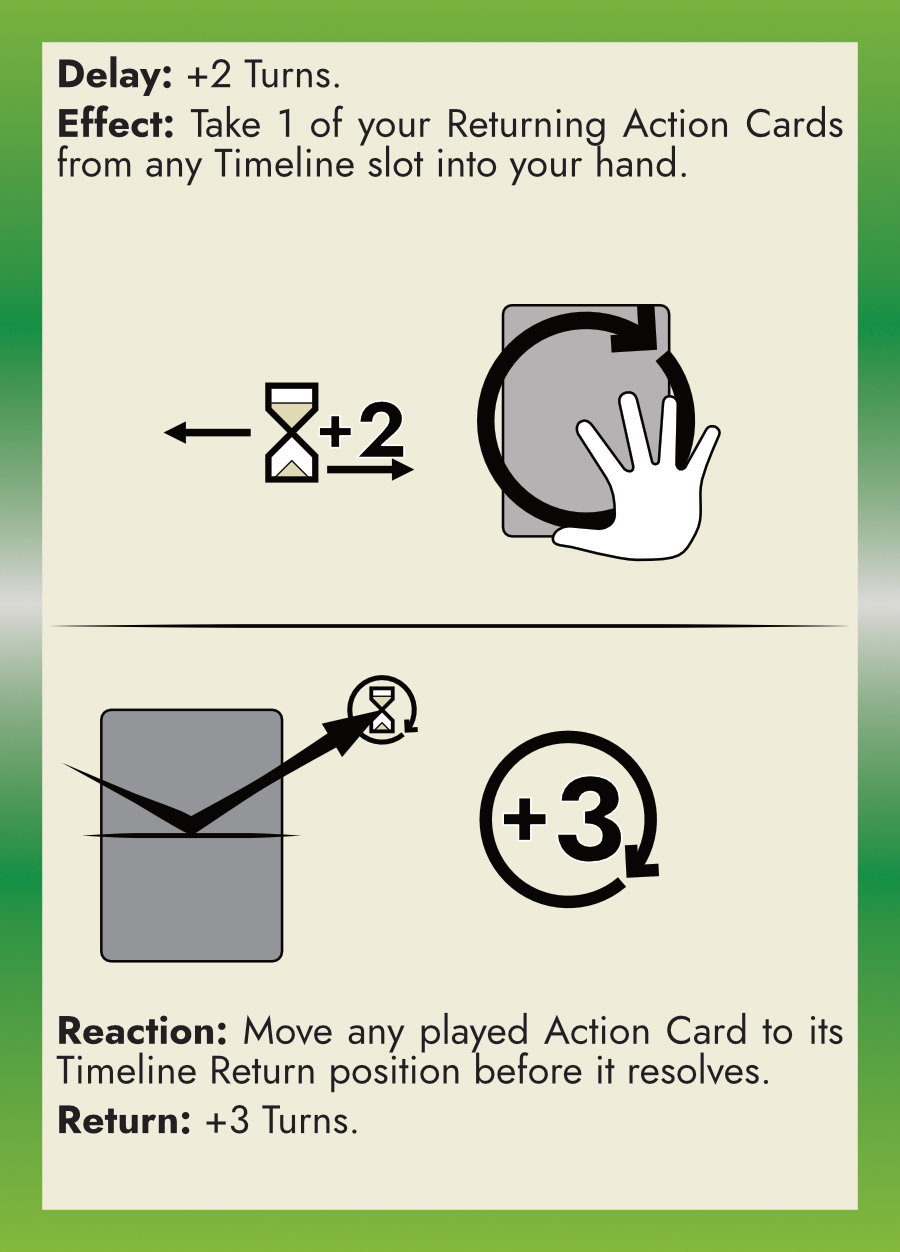 Delay: +2 Turns.
Effect: Take 1 of your Returning Action Cards
from any Timeline slot into your hand.
+2
+3
Reaction: Move any played Action Card to its
Timeline Return position before it resolves.
Return: +3 Turns.